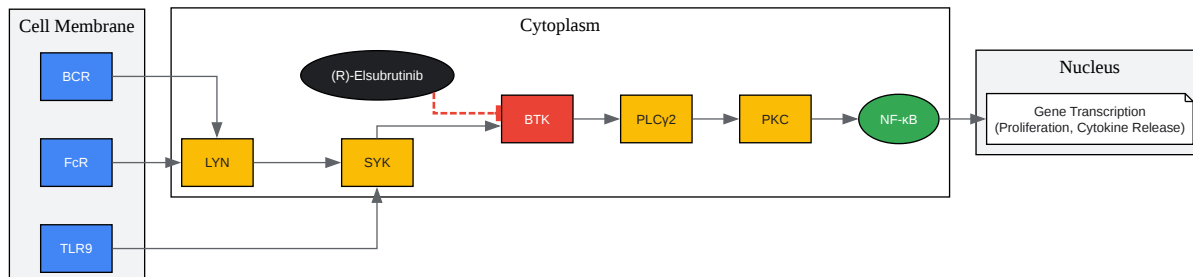 Cell Membrane
BCR
FcR
TLR9
Cytoplasm
(R)-Elsubrutinib
LYN
SYK
BTK
PLCγ2
PKC
NF-κB
Nucleus
Gene Transcription
(Proliferation, Cytokine Release)